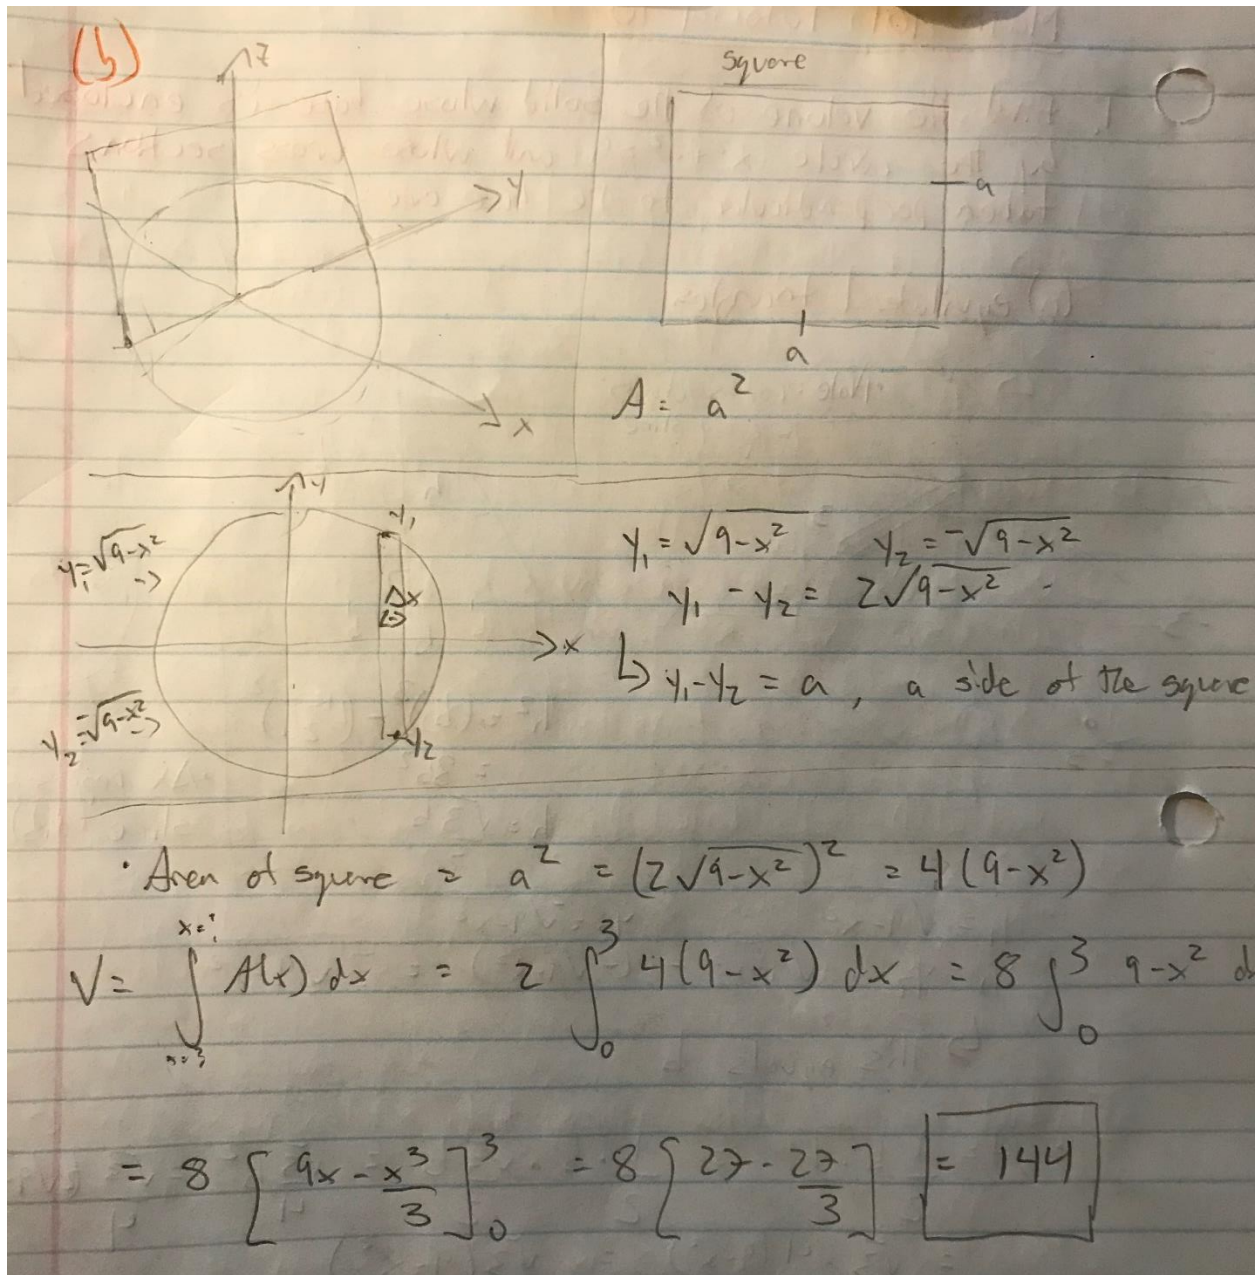 (b)
z
y
x
square
a
a
A = a²
y
y₁
y₁ = √9-x²
Δx
x
y₂ = -√9-x²
y₂
y₁ = √9-x² y₂ = -√9-x²
y₁ - y₂ = 2√9-x²
↳ y₁-y₂ = a, a side of the square
· Area of square = a² = (2√9-x²)² = 4(9-x²)
V = ∫ A(x) dx = 2 ∫₀³ 4(9-x²) dx = 8 ∫₀³ 9-x² d
= 8 [9x - x³/3]₀³ = 8 [27 - 27/3] = 144